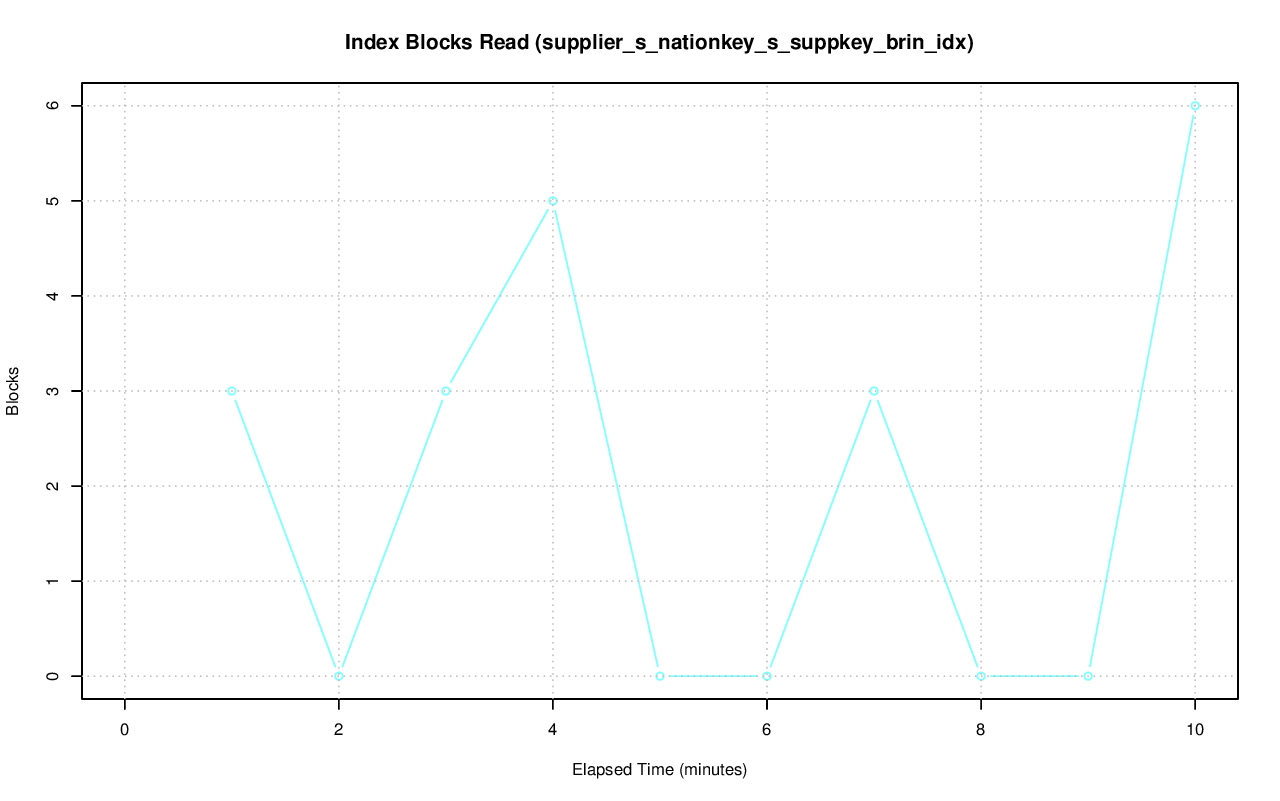 Index Blocks Read (supplier_s_nationkey_s_suppkey_brin_idx)
6
5
4
3
2
1
0
Blocks
0 2 4 6 8 10
Elapsed Time (minutes)